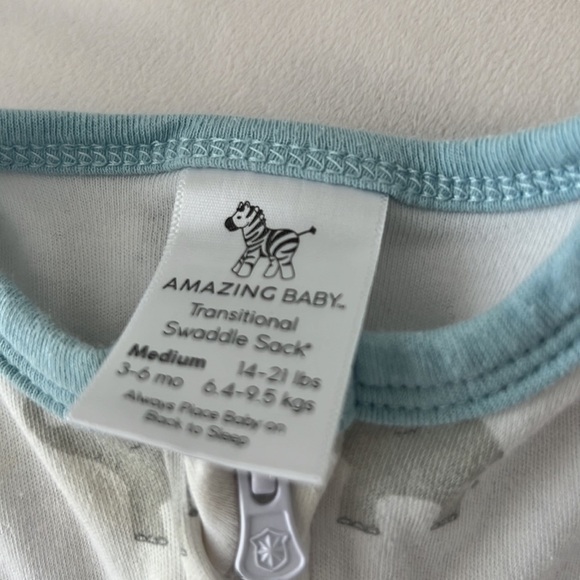 AMAZING BABY™
Transitional
Swaddle Sack®
Medium 14-21 lbs
3-6 mo 6.4-9.5 kgs
Always Place Baby on
Back to Sleep